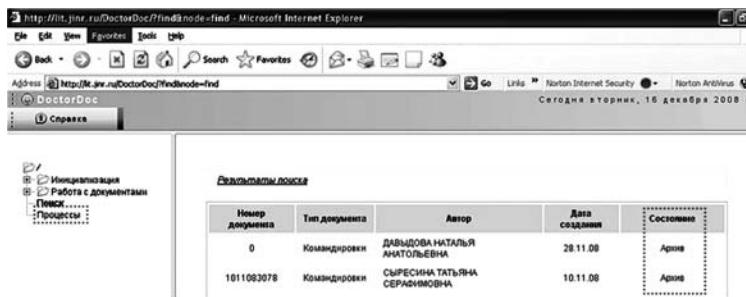 http://lit.jinr.ru/DoctorDoc/?find&node=find - Microsoft Internet Explorer
File Edit View Favorites Tools Help
Back Search Favorites
Address http://lit.jinr.ru/DoctorDoc/?find&node=find Go Links » Norton Internet Security Norton AntiVirus
DoctorDoc Сегодня вторник, 16 декабря 2008
Справка
/
Инициализация
Работа с документами
Поиск
Процессы
Результаты поиска
Номер документа Тип документа Автор Дата создания Состояние
0 Командировки ДАВЫДОВА НАТАЛЬЯ АНАТОЛЬЕВНА 28.11.08 Архив
1011083078 Командировки СЫРЕСИНА ТАТЬЯНА СЕРАФИМОВНА 10.11.08 Архив